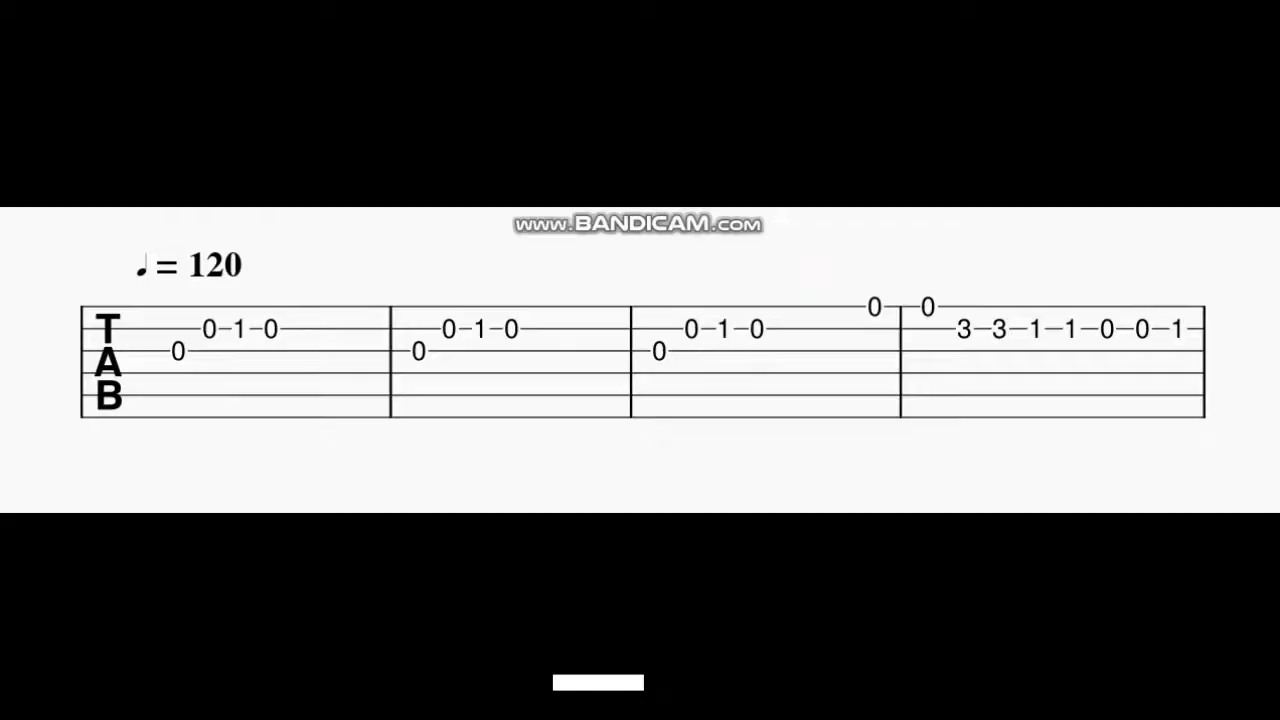 www.BANDICAM.com
♩= 120
0 0
T 0 1 0 0 1 0 0 1 0 3 3 1 1 0 0 1
A 0 0 0
B